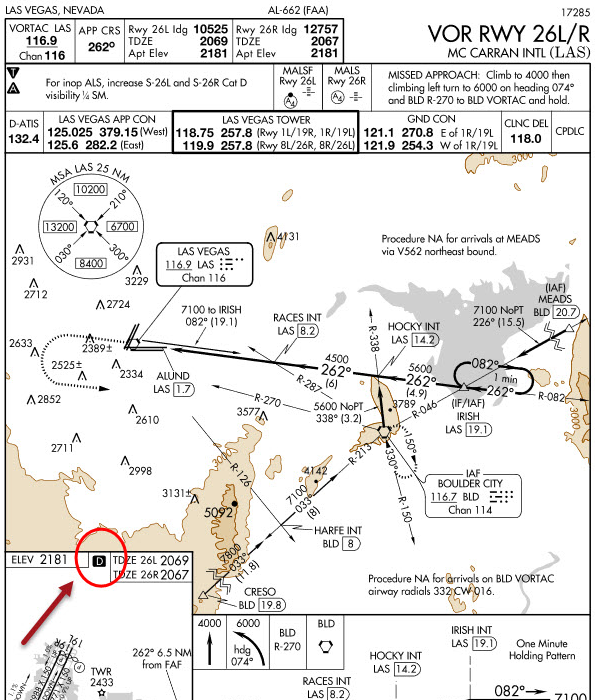 LAS VEGAS, NEVADA
AL-662 (FAA)
17285
VORTAC LAS
116.9
Chan 116
APP CRS
262°
Rwy 26L ldg 10525
TDZE 2069
Apt Elev 2181
Rwy 26R ldg 12757
TDZE 2067
Apt Elev 2181
VOR RWY 26L/R
MC CARRAN INTL (LAS)
T
A
For inop ALS, increase S-26L and S-26R Cat D
visibility ¼ SM.
MALSF
Rwy 26L
A4
MALS
Rwy 26R
A4
MISSED APPROACH: Climb to 4000 then
climbing left turn to 6000 on heading 074°
and BLD R-270 to BLD VORTAC and hold.
D-ATIS
132.4
LAS VEGAS APP CON
125.025 379.15 (West)
125.6 282.2 (East)
LAS VEGAS TOWER
118.75 257.8 (Rwy 1L/19R, 1R/19L)
119.9 257.8 (Rwy 8L/26R, 8R/26L)
GND CON
121.1 270.8 E of 1R/19L
121.9 254.3 W of 1R/19L
CLNC DEL
118.0
CPDLC
MSA LAS 25 NM
10200
120°
210°
13200
6700
030°
300°
8400
4131
Procedure NA for arrivals at MEADS
via V562 northeast bound.
2931
2712
3229
2724
LAS VEGAS
116.9 LAS
Chan 116
7100 to IRISH
082° (19.1)
RACES INT
LAS 8.2
HOCKY INT
LAS 14.2
R-338
7100 NoPT
226° (15.5)
(IAF)
MEADS
BLD 20.7
2633
2389±
2525±
2334
ALUND
LAS 1.7
4500
262°
(6)
R-287
5600
262°
(4.9)
082°
1 min
262°
R-082
3000
2852
2610
R-270
5600 NoPT
338° (3.2)
3577
3789
R-046
(IF/IAF)
IRISH
LAS 19.1
2711
2998
R-126
4142
R-213
150°
330°
R-150
IAF
BOULDER CITY
116.7 BLD
Chan 114
3131±
5092
7100
033°
(8)
HARFE INT
BLD 8
7800
033°
(11.8)
CRESO
BLD 19.8
Procedure NA for arrivals on BLD VORTAC
airway radials 332 CW 016.
ELEV 2181
D
TDZE 26L 2069
TDZE 26R 2067
262° 6.5 NM
from FAF
TWR
2433
4000
6000
hdg
074°
BLD
R-270
BLD
RACES INT
LAS 8.2
HOCKY INT
LAS 14.2
IRISH INT
LAS 19.1
One Minute
Holding Pattern
082°
7100